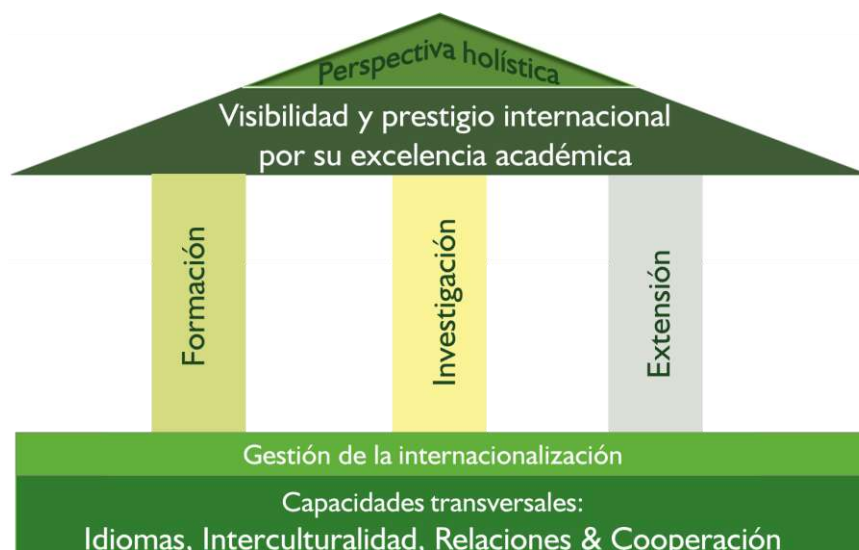 Perspectiva holística
Visibilidad y prestigio internacional
por su excelencia académica
Formación
Investigación
Extensión
Gestión de la internacionalización
Capacidades transversales:
Idiomas, Interculturalidad, Relaciones & Cooperación